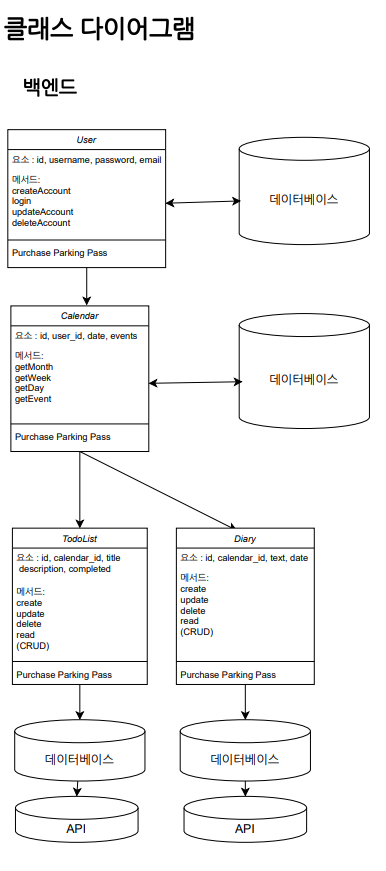 클래스 다이어그램
백엔드
User
요소 : id, username, password, email
메서드:
createAccount
login
updateAccount
deleteAccount
Purchase Parking Pass
데이터베이스
Calendar
요소 : id, user_id, date, events
메서드:
getMonth
getWeek
getDay
getEvent
Purchase Parking Pass
데이터베이스
TodoList
요소 : id, calendar_id, title
description, completed
메서드:
create
update
delete
read
(CRUD)
Purchase Parking Pass
Diary
요소 : id, calendar_id, text, date
메서드:
create
update
delete
read
(CRUD)
Purchase Parking Pass
데이터베이스
데이터베이스
API
API